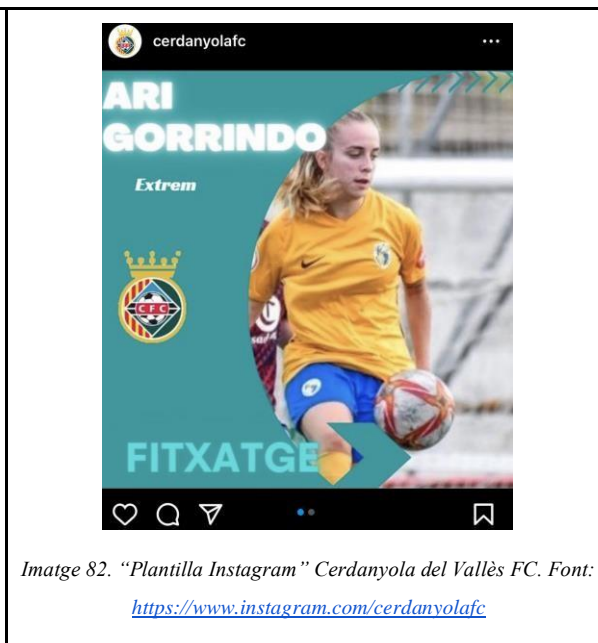 cerdanyolafc
ARI
GORRINDO
Extrem
CFC
FITXATGE
Imatge 82. “Plantilla Instagram” Cerdanyola del Vallès FC. Font:
https://www.instagram.com/cerdanyolafc